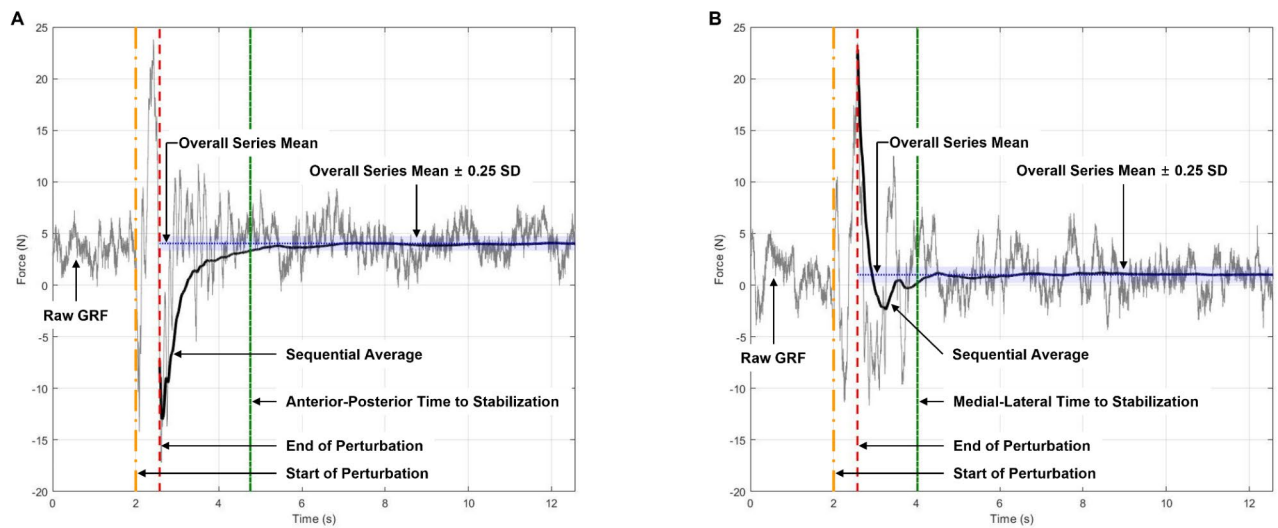 A
25
20
15
10
5
0
-5
-10
-15
-20
Force (N)
0
2
4
6
8
10
12
Time (s)
Overall Series Mean
Overall Series Mean ± 0.25 SD
Raw GRF
Sequential Average
Anterior-Posterior Time to Stabilization
End of Perturbation
Start of Perturbation
B
25
20
15
10
5
0
-5
-10
-15
-20
Force (N)
0
2
4
6
8
10
12
Time (s)
Overall Series Mean
Overall Series Mean ± 0.25 SD
Raw GRF
Sequential Average
Medial-Lateral Time to Stabilization
End of Perturbation
Start of Perturbation